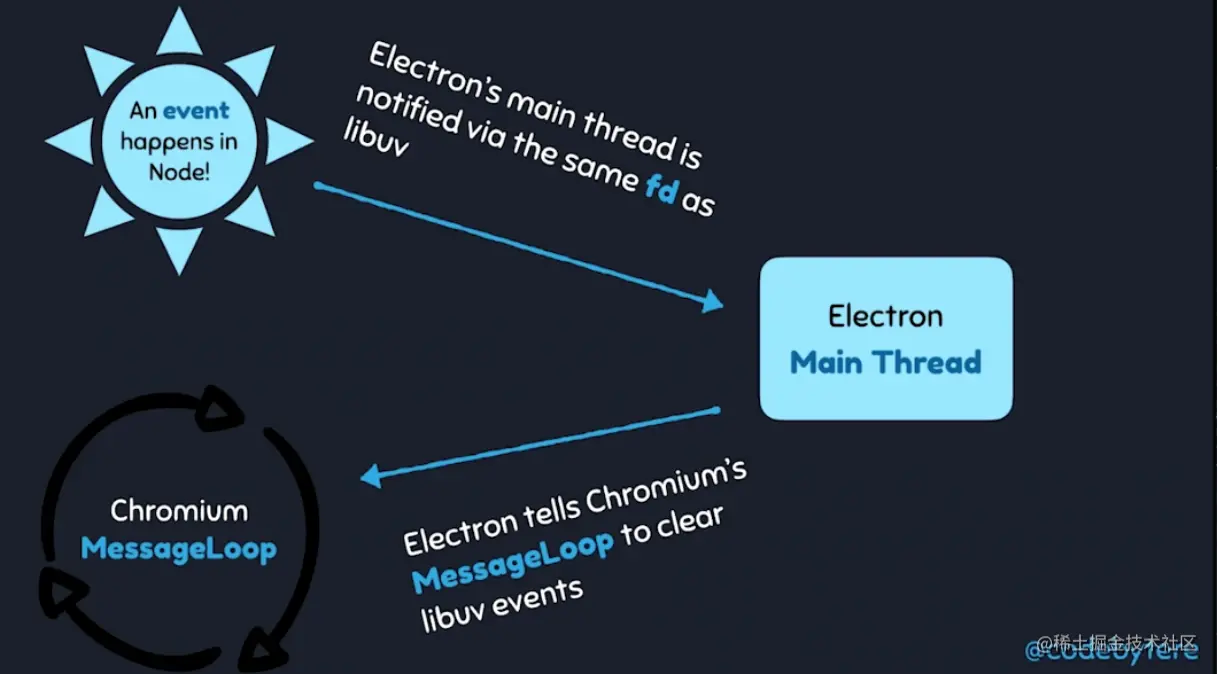 An event
happens in
Node!
Electron's main thread is
notified via the same fd as
libuv
Electron
Main Thread
Chromium
MessageLoop
Electron tells Chromium's
MessageLoop to clear
libuv events
@稀土掘金技术社区
@codebytere